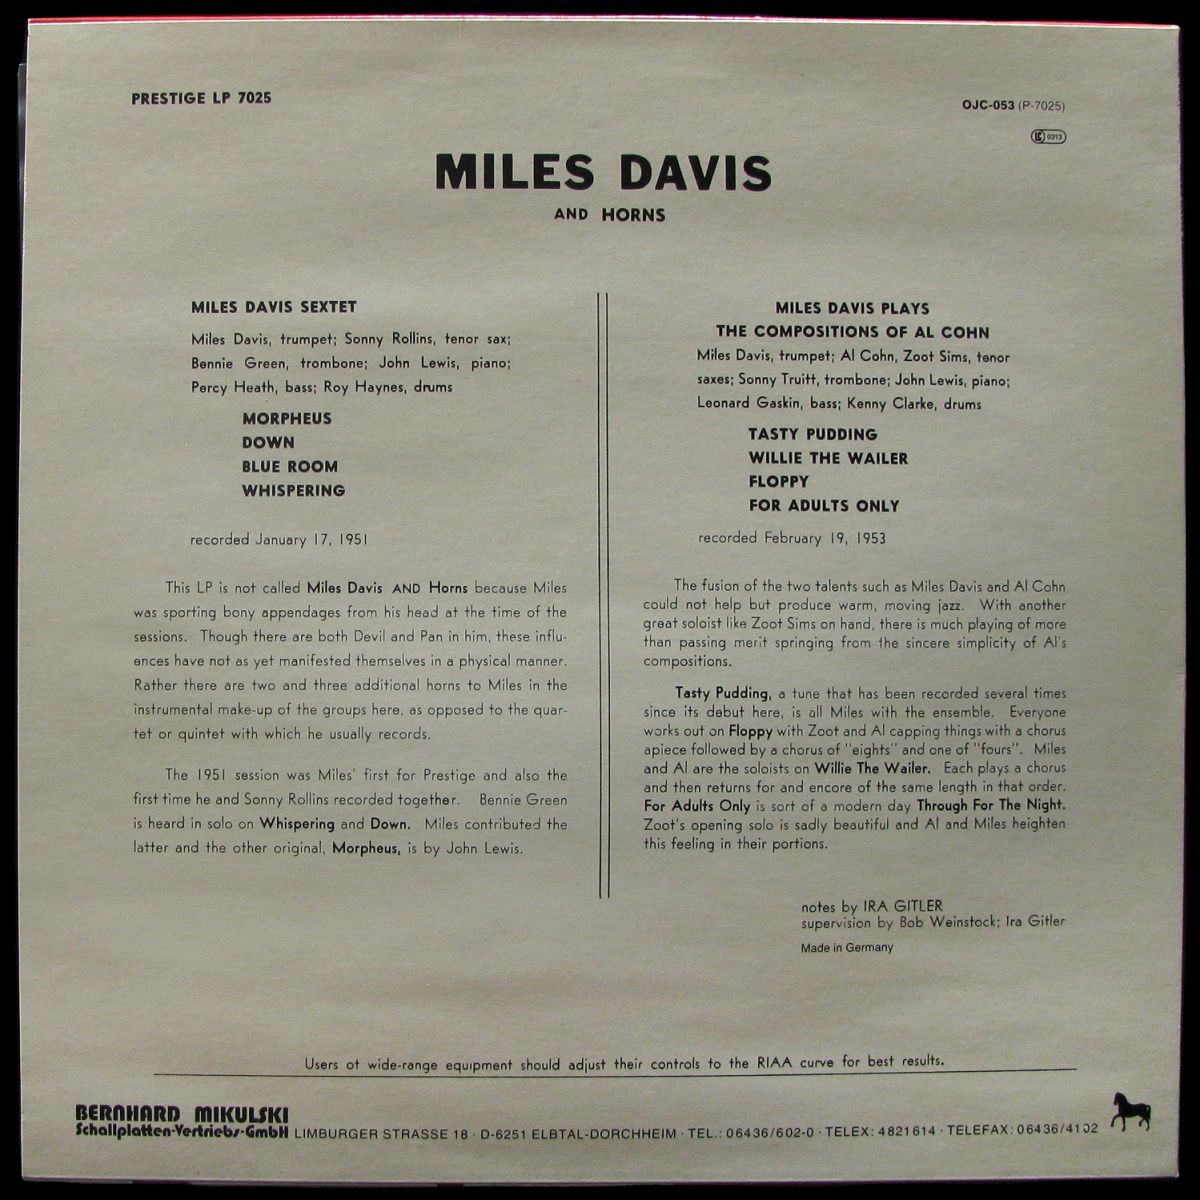 PRESTIGE LP 7025
OJC-053 (P-7025)
0313
MILES DAVIS
AND HORNS
MILES DAVIS SEXTET
Miles Davis, trumpet; Sonny Rollins, tenor sax;
Bennie Green, trombone; John Lewis, piano;
Percy Heath, bass; Roy Haynes, drums
MORPHEUS
DOWN
BLUE ROOM
WHISPERING
recorded January 17, 1951
This LP is not called Miles Davis AND Horns because Miles
was sporting bony appendages from his head at the time of the
sessions. Though there are both Devil and Pan in him, these influ-
ences have not as yet manifested themselves in a physical manner.
Rather there are two and three additional horns to Miles in the
instrumental make-up of the groups here, as opposed to the quar-
tet or quintet with which he usually records.
The 1951 session was Miles' first for Prestige and also the
first time he and Sonny Rollins recorded together. Bennie Green
is heard in solo on Whispering and Down. Miles contributed the
latter and the other original, Morpheus, is by John Lewis.
MILES DAVIS PLAYS
THE COMPOSITIONS OF AL COHN
Miles Davis, trumpet; Al Cohn, Zoot Sims, tenor
saxes; Sonny Truitt, trombone; John Lewis, piano;
Leonard Gaskin, bass; Kenny Clarke, drums
TASTY PUDDING
WILLIE THE WAILER
FLOPPY
FOR ADULTS ONLY
recorded February 19, 1953
The fusion of the two talents such as Miles Davis and Al Cohn
could not help but produce warm, moving jazz. With another
great soloist like Zoot Sims on hand, there is much playing of more
than passing merit springing from the sincere simplicity of Al's
compositions.
Tasty Pudding, a tune that has been recorded several times
since its debut here, is all Miles with the ensemble. Everyone
works out on Floppy with Zoot and Al capping things with a chorus
apiece followed by a chorus of "eights" and one of "fours". Miles
and Al are the soloists on Willie The Wailer. Each plays a chorus
and then returns for and encore of the same length in that order.
For Adults Only is sort of a modern day Through For The Night.
Zoot's opening solo is sadly beautiful and Al and Miles heighten
this feeling in their portions.
notes by IRA GITLER
supervision by Bob Weinstock; Ira Gitler
Made in Germany
Users of wide-range equipment should adjust their controls to the RIAA curve for best results.
BERNHARD MIKULSKI
Schallplatten-Vertriebs-GmbH LIMBURGER STRASSE 18 · D-6251 ELBTAL-DORCHHEIM · TEL.: 06436/602-0 · TELEX: 4821614 · TELEFAX: 06436/4102